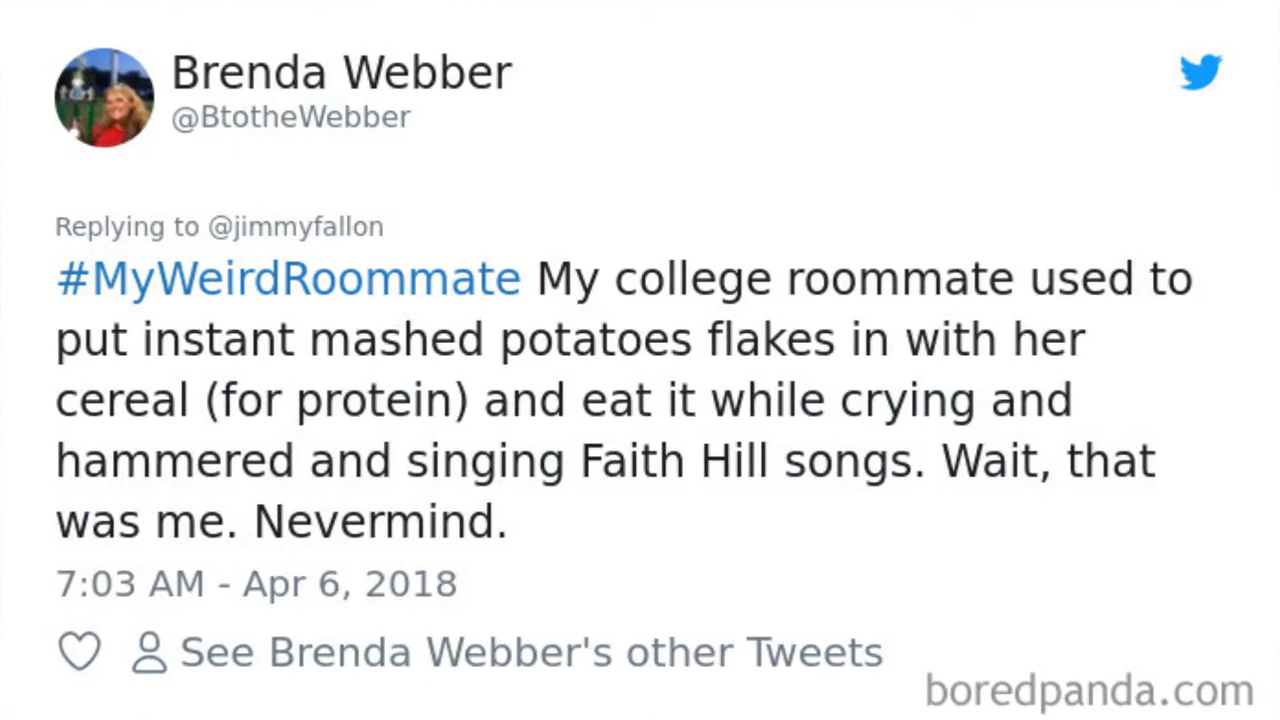 Brenda Webber
@BtotheWebber
Replying to @jimmyfallon
#MyWeirdRoommate My college roommate used to
put instant mashed potatoes flakes in with her
cereal (for protein) and eat it while crying and
hammered and singing Faith Hill songs. Wait, that
was me. Nevermind.
7:03 AM - Apr 6, 2018
See Brenda Webber's other Tweets
boredpanda.com